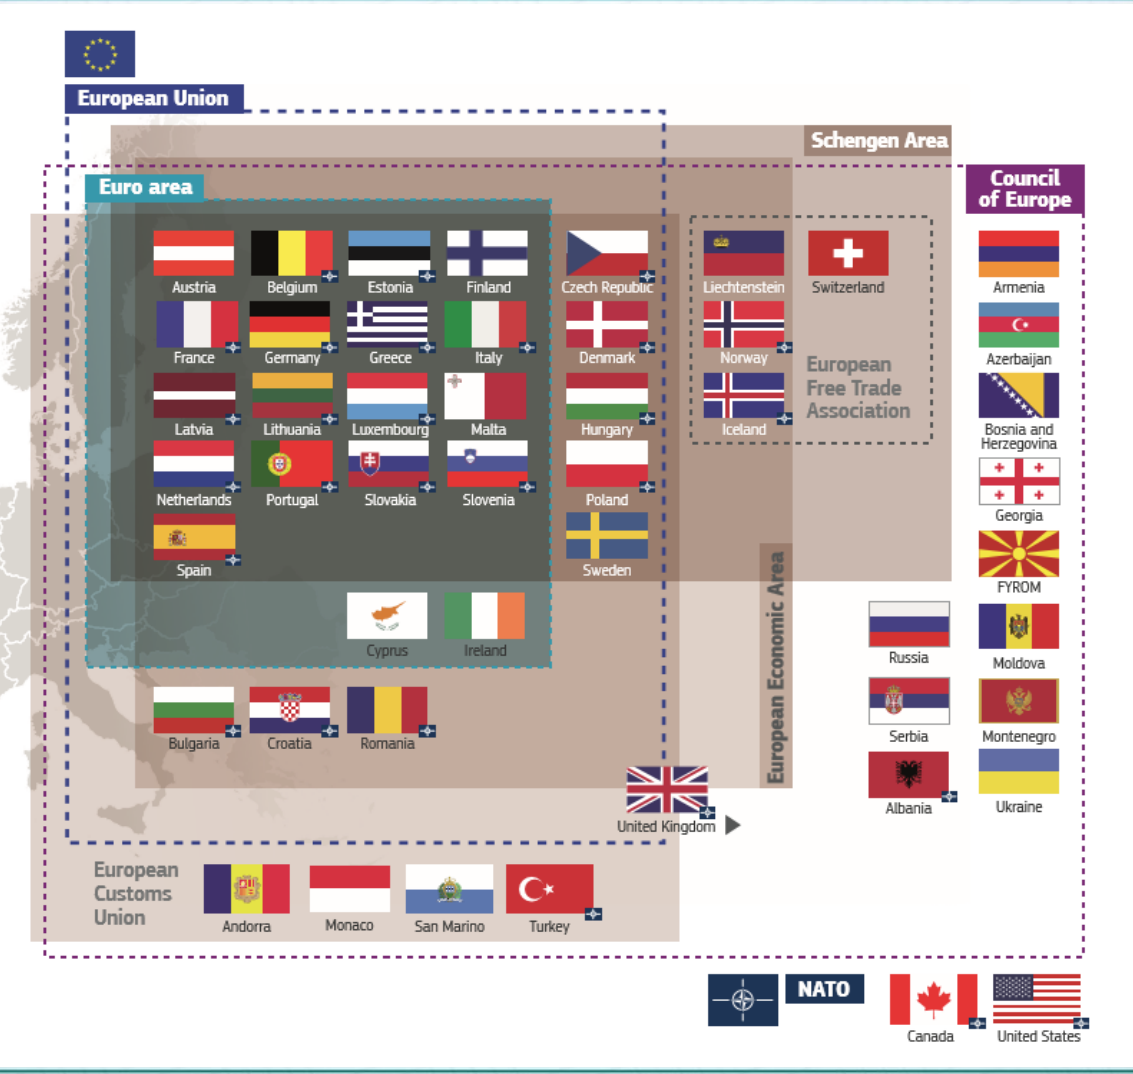 European Union
Schengen Area
Council
of Europe
Euro area
Austria
Belgium
Estonia
Finland
Czech Republic
Liechtenstein
Switzerland
Armenia
France
Germany
Greece
Italy
Denmark
Norway
European
Free Trade
Association
Azerbaijan
Latvia
Lithuania
Luxembourg
Malta
Hungary
Iceland
Bosnia and
Herzegovina
Netherlands
Portugal
Slovakia
Slovenia
Poland
Georgia
Spain
Sweden
FYROM
Cyprus
Ireland
European Economic Area
Russia
Moldova
Bulgaria
Croatia
Romania
Serbia
Montenegro
United Kingdom
Albania
Ukraine
European
Customs
Union
Andorra
Monaco
San Marino
Turkey
NATO
Canada
United States